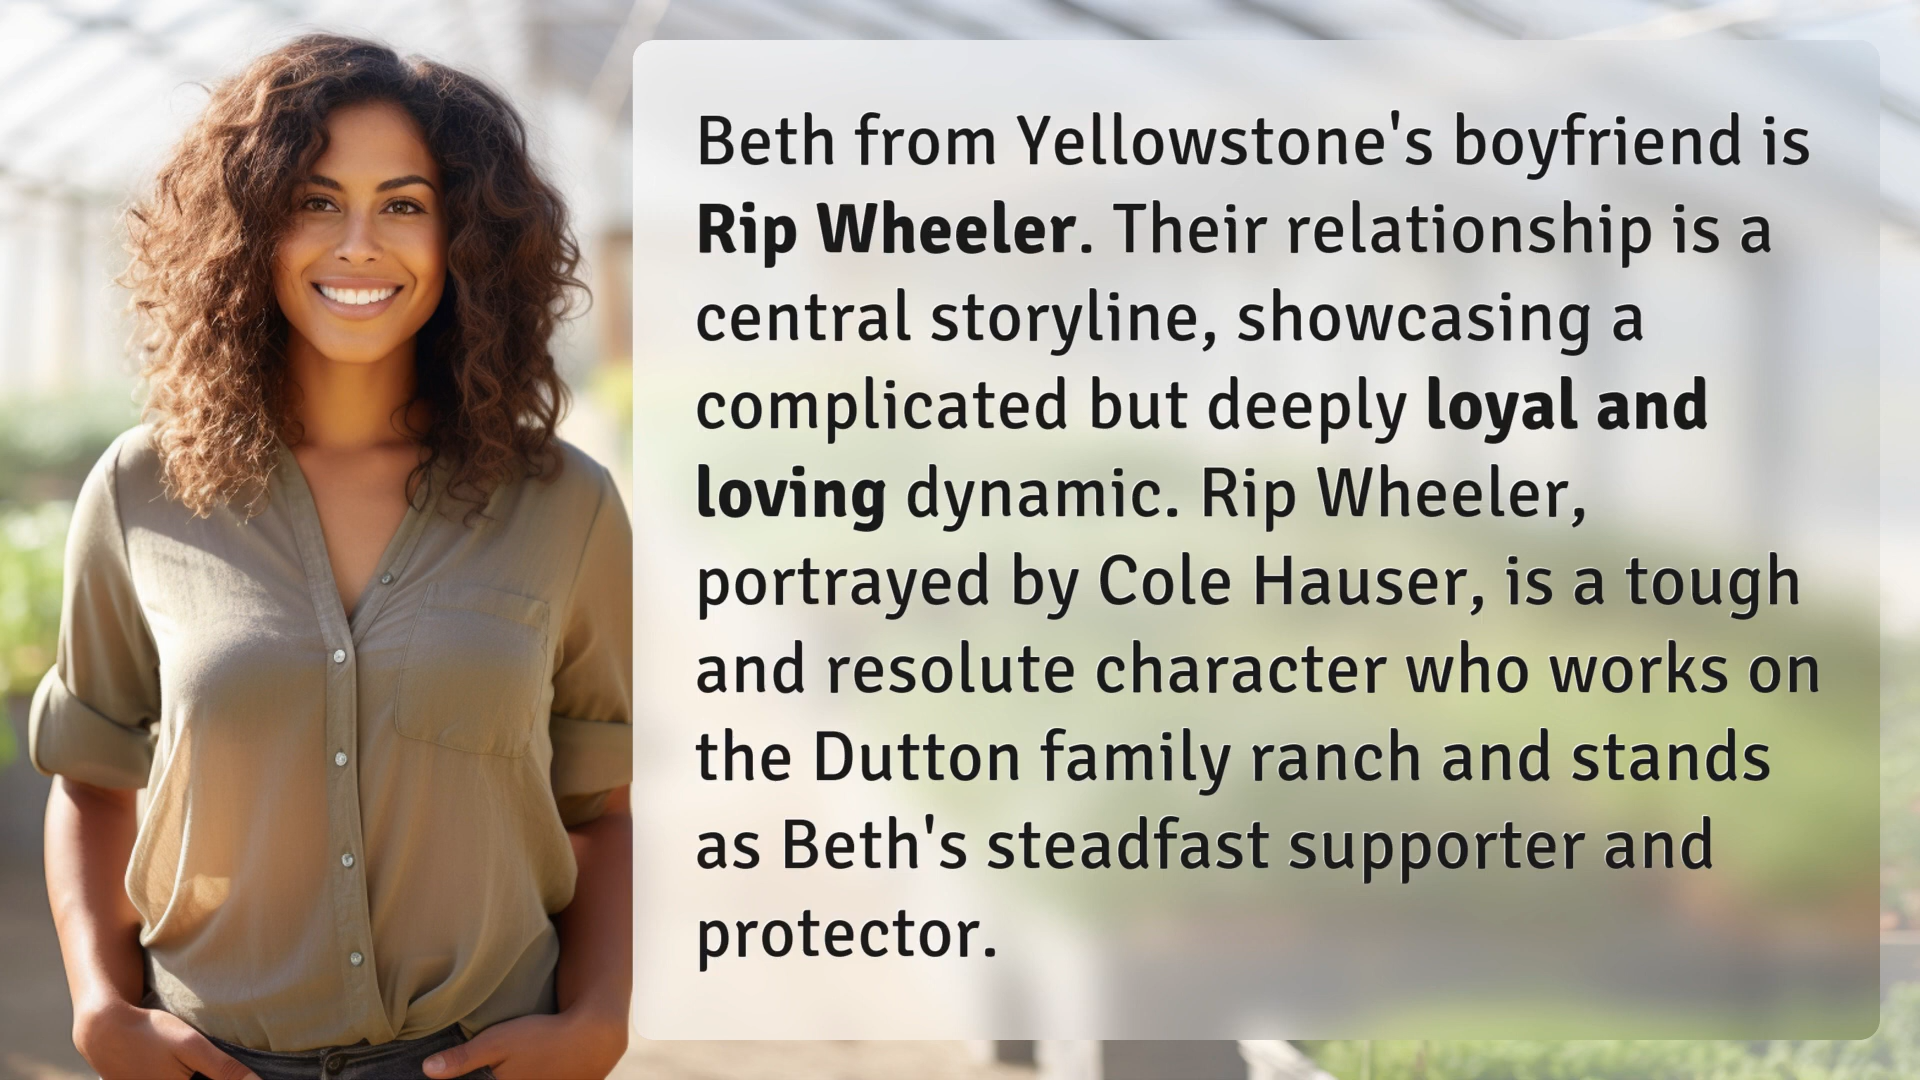 Beth from Yellowstone's boyfriend is
Rip Wheeler. Their relationship is a
central storyline, showcasing a
complicated but deeply loyal and
loving dynamic. Rip Wheeler,
portrayed by Cole Hauser, is a tough
and resolute character who works on
the Dutton family ranch and stands
as Beth's steadfast supporter and
protector.